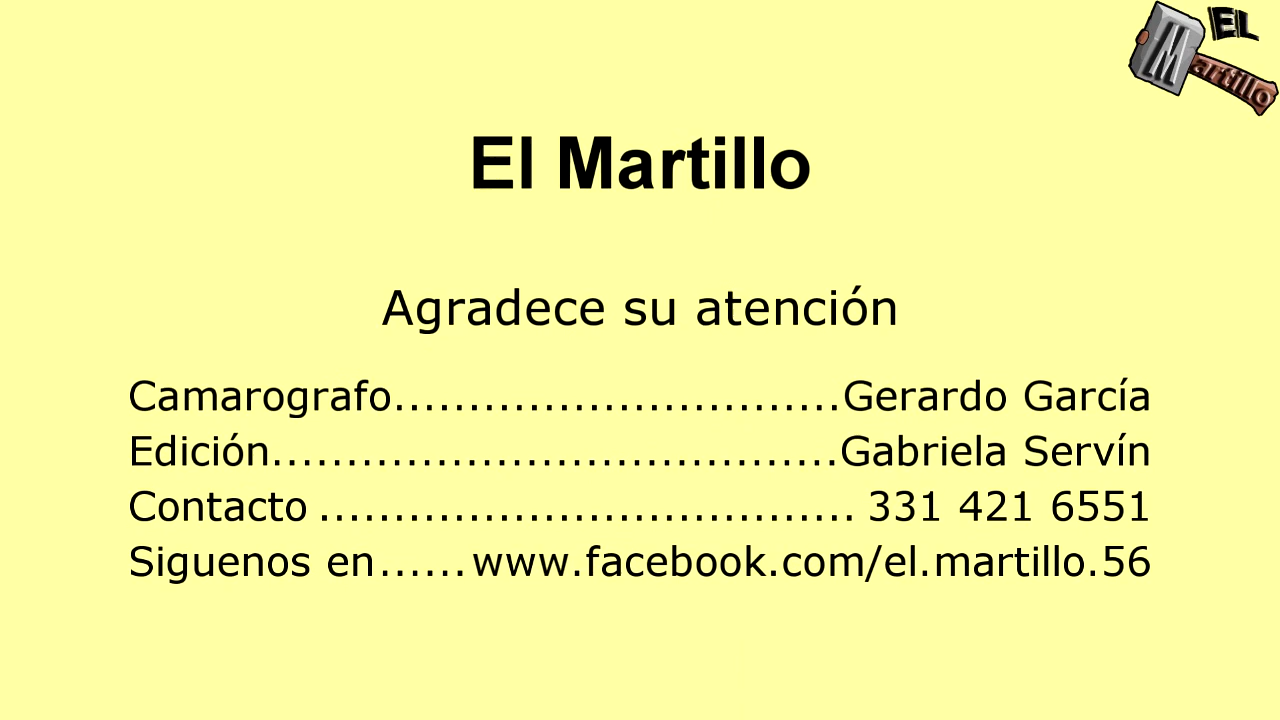 EL
Martillo
El Martillo
Agradece su atención
Camarografo..............................Gerardo García
Edición......................................Gabriela Servín
Contacto .................................... 331 421 6551
Siguenos en......www.facebook.com/el.martillo.56